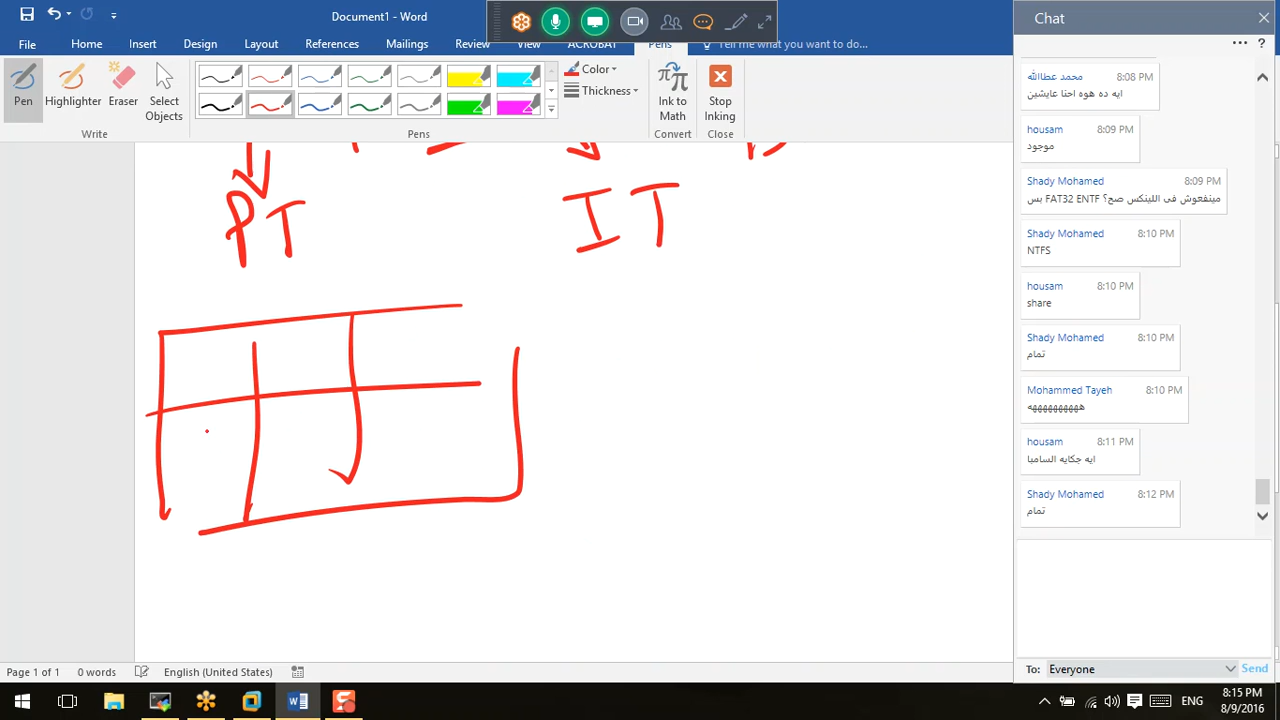 Document1 - Word
File
Home
Insert
Design
Layout
References
Mailings
Review
View
ACROBAT
Pens
Tell me what you want to do...
Pen
Highlighter
Eraser
Select Objects
Color
Thickness
Ink to Math
Stop Inking
Write
Pens
Convert
Close
PT
IT
Chat
محمد عطاالله 8:08 PM
ايه ده هوه احنا عايشين
housam 8:09 PM
موجود
Shady Mohamed 8:09 PM
مينفعوش فى اللينكس صح؟ FAT32 ENTF بس
Shady Mohamed 8:10 PM
NTFS
housam 8:10 PM
share
Shady Mohamed 8:10 PM
تمام
Mohammed Tayeh 8:10 PM
housam 8:11 PM
ايه جكايه السامبا
Shady Mohamed 8:12 PM
تمام
To: Everyone Send
Page 1 of 1 0 words English (United States)
ENG
8:15 PM
8/9/2016